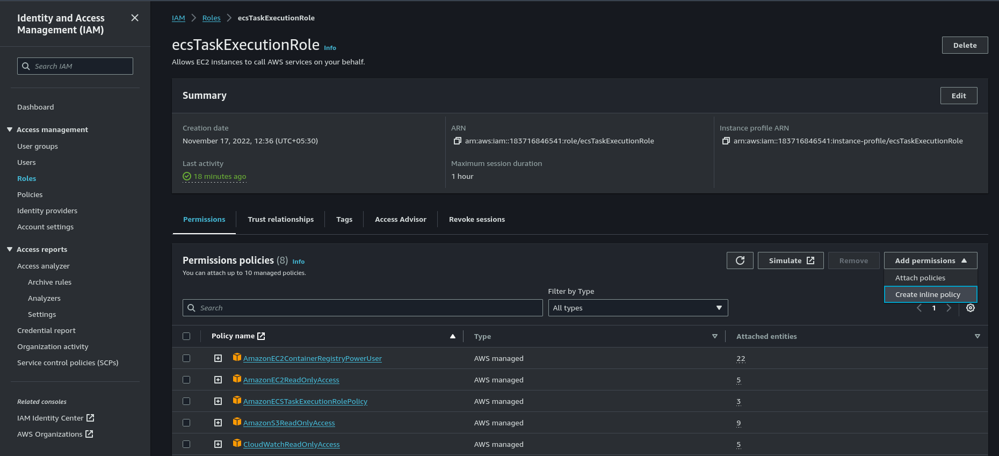 Identity and Access
Management (IAM)
Search IAM
Dashboard
Access management
User groups
Users
Roles
Policies
Identity providers
Account settings
Access reports
Access analyzer
Archive rules
Analyzers
Settings
Credential report
Organization activity
Service control policies (SCPs)
Related consoles
IAM Identity Center
AWS Organizations
IAM Roles ecsTaskExecutionRole
ecsTaskExecutionRole Info
Delete
Allows EC2 instances to call AWS services on your behalf.
Summary
Edit
Creation date
November 17, 2022, 12:36 (UTC+05:30)
Last activity
18 minutes ago
ARN
arn:aws:iam::183716846541:role/ecsTaskExecutionRole
Maximum session duration
1 hour
Instance profile ARN
arn:aws:iam::183716846541:instance-profile/ecsTaskExecutionRole
Permissions Trust relationships Tags Access Advisor Revoke sessions
Permissions policies (8) Info
You can attach up to 10 managed policies.
Simulate Remove Add permissions
Attach policies
Create inline policy
Filter by Type
Search
All types
1
Policy name Type Attached entities
AmazonEC2ContainerRegistryPowerUser AWS managed 22
AmazonEC2ReadOnlyAccess AWS managed 5
AmazonECSTaskExecutionRolePolicy AWS managed 3
AmazonS3ReadOnlyAccess AWS managed 9
CloudWatchReadOnlyAccess AWS managed 5